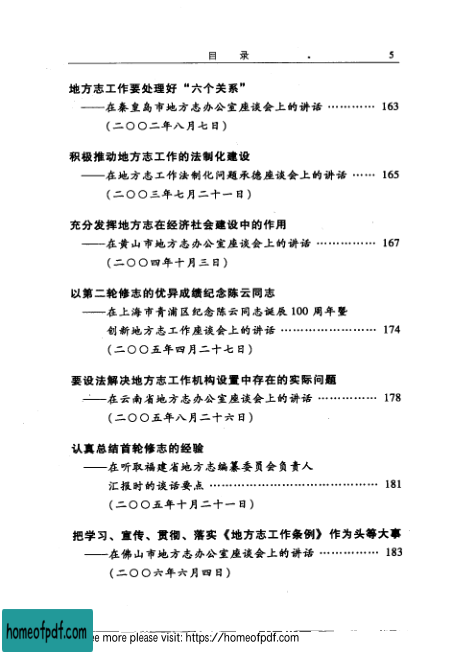 目 录 5
地方志工作要处理好“六个关系”
——在秦皇岛市地方志办公室座谈会上的讲话 ………… 163
(二〇〇二年八月七日)
积极推动地方志工作的法制化建设
——在地方志工作法制化问题承德座谈会上的讲话 …… 165
(二〇〇三年七月二十一日)
充分发挥地方志在经济社会建设中的作用
——在黄山市地方志办公室座谈会上的讲话 …………… 167
(二〇〇四年十月三日)
以第二轮修志的优异成绩纪念陈云同志
——在上海市青浦区纪念陈云同志诞辰 100 周年暨
创新地方志工作座谈会上的讲话 ……………………… 174
(二〇〇五年四月二十七日)
要设法解决地方志工作机构设置中存在的实际问题
——在云南省地方志办公室座谈会上的讲话 …………… 178
(二〇〇五年八月二十六日)
认真总结首轮修志的经验
——在听取福建省地方志编纂委员会负责人
汇报时的谈话要点 …………………………………… 181
(二〇〇五年十月二十一日)
把学习、宣传、贯彻、落实《地方志工作条例》作为头等大事
——在佛山市地方志办公室座谈会上的讲话 …………… 183
(二〇〇六年六月四日)
homeofpdf.com
more please visit: https://homeofpdf.com